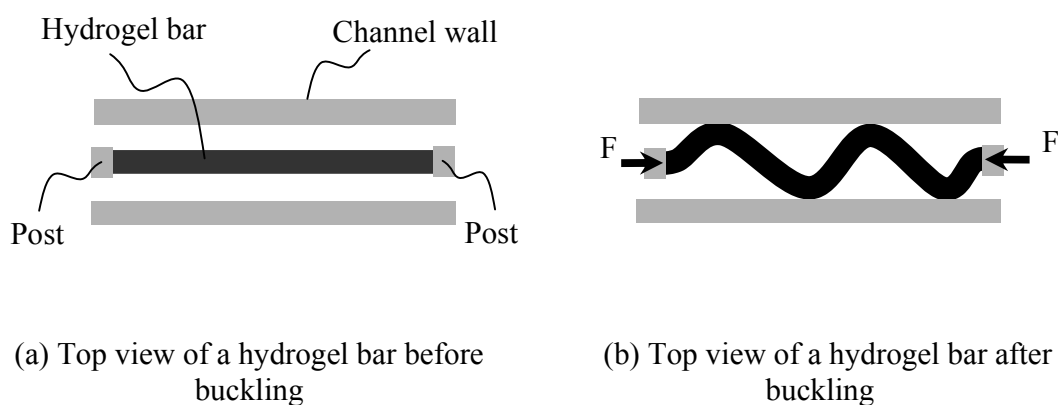 Hydrogel bar
Channel wall
Post
Post
F
F
(a) Top view of a hydrogel bar before
buckling
(b) Top view of a hydrogel bar after
buckling